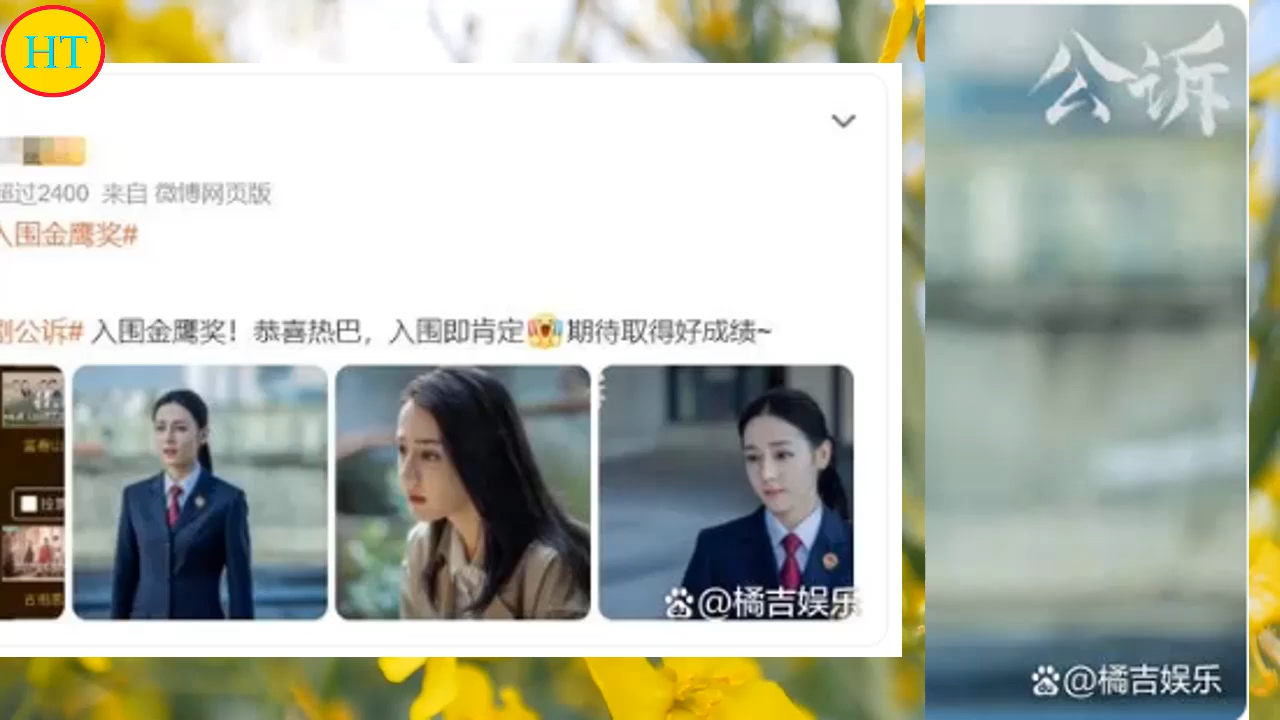 HT
超过2400 来自 微博网页版
入围金鹰奖#
剧公诉# 入围金鹰奖！恭喜热巴，入围即肯定 期待取得好成绩~
@橘吉娱乐
公诉
@橘吉娱乐